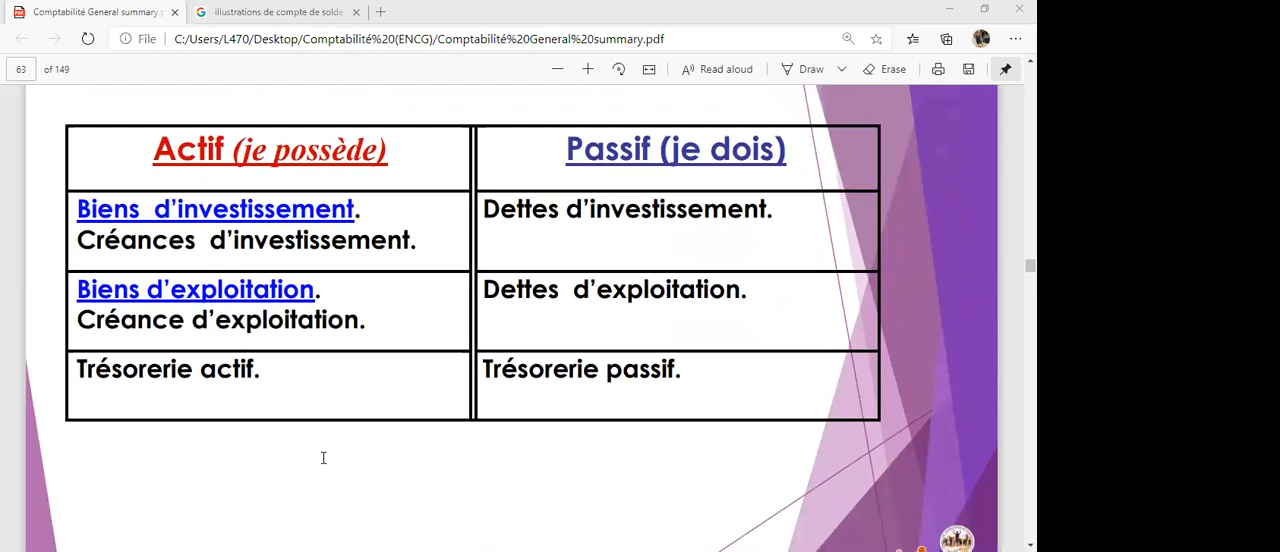 Comptabilité General summary.p
illustrations de compte de solde
File
C:/Users/L470/Desktop/Comptabilité%20(ENCG)/Comptabilité%20General%20summary.pdf
63 of 149
Read aloud
Draw
Erase
Actif (je possède)
Passif (je dois)
Biens d'investissement.
Créances d'investissement.
Dettes d'investissement.
Biens d'exploitation.
Créance d'exploitation.
Dettes d'exploitation.
Trésorerie actif.
Trésorerie passif.